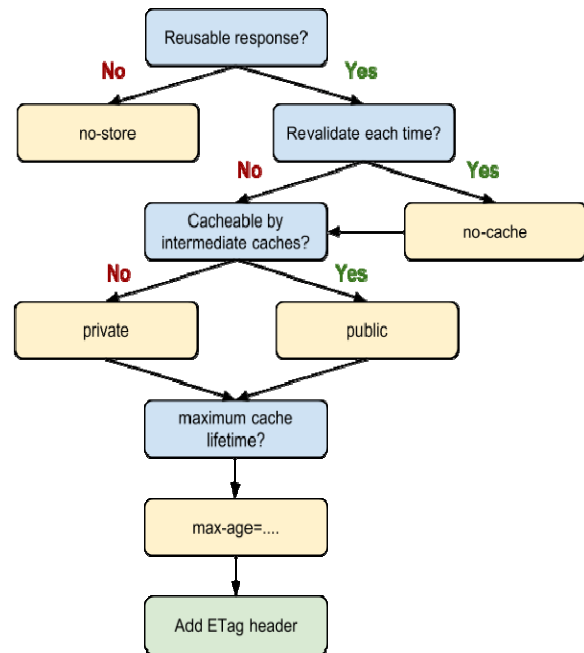 Reusable response?
No
Yes
no-store
Revalidate each time?
No
Yes
Cacheable by
intermediate caches?
no-cache
No
Yes
private
public
maximum cache
lifetime?
max-age=....
Add ETag header